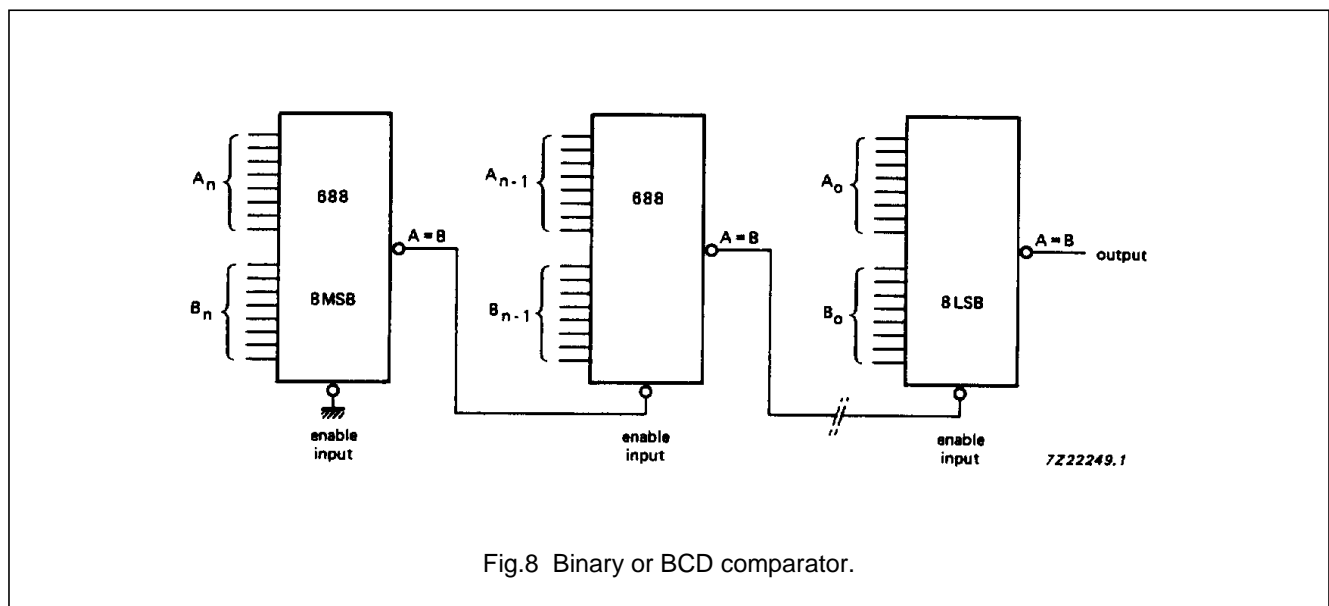 Aₙ
688
8MSB
Bₙ
A = B
enable
input
Aₙ₋₁
688
Bₙ₋₁
A = B
enable
input
A₀
8LSB
B₀
A = B
output
enable
input
7Z22249.1
Fig.8 Binary or BCD comparator.